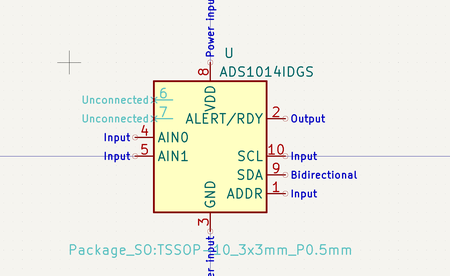 Power input
U
ADS1014IDGS
8
VDD
Unconnected 6
Unconnected 7
ALERT/RDY 2 Output
Input 4 AIN0
Input 5 AIN1
SCL 10 Input
SDA 9 Bidirectional
ADDR 1 Input
GND
3
er input
Package_SO:TSSOP-10_3x3mm_P0.5mm